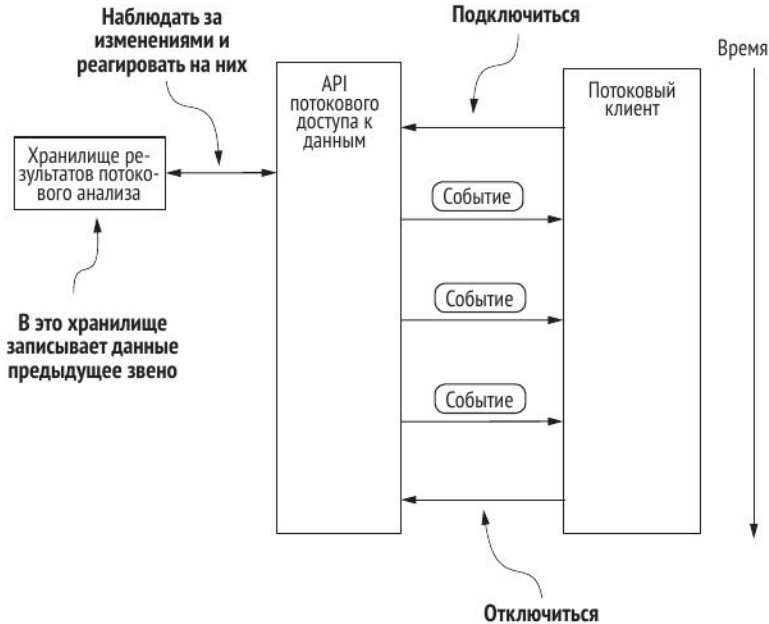 Наблюдать за
изменениями и
реагировать на них
Подключиться
Время
API
потокового
доступа к
данным
Потоковый
клиент
Хранилище ре-
зультатов потоко-
вого анализа
Событие
В это хранилище
записывает данные
предыдущее звено
Событие
Событие
Отключиться